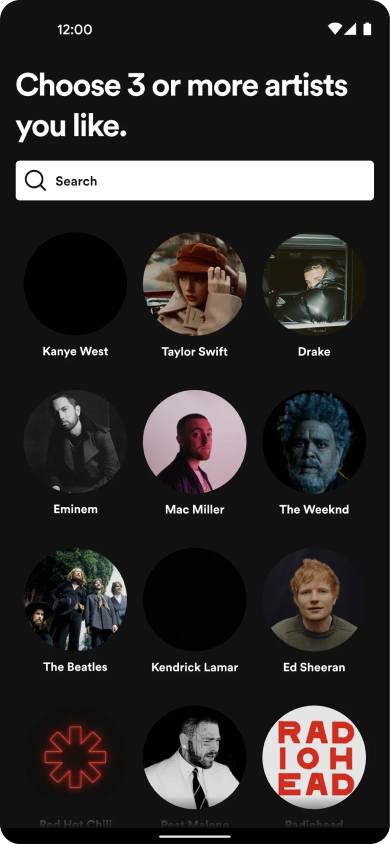 12:00
Choose 3 or more artists
you like.
Search
Kanye West Taylor Swift Drake
Eminem Mac Miller The Weeknd
The Beatles Kendrick Lamar Ed Sheeran
RAD
IOH
EAD
Red Hot Chili Post Malone Radiohead